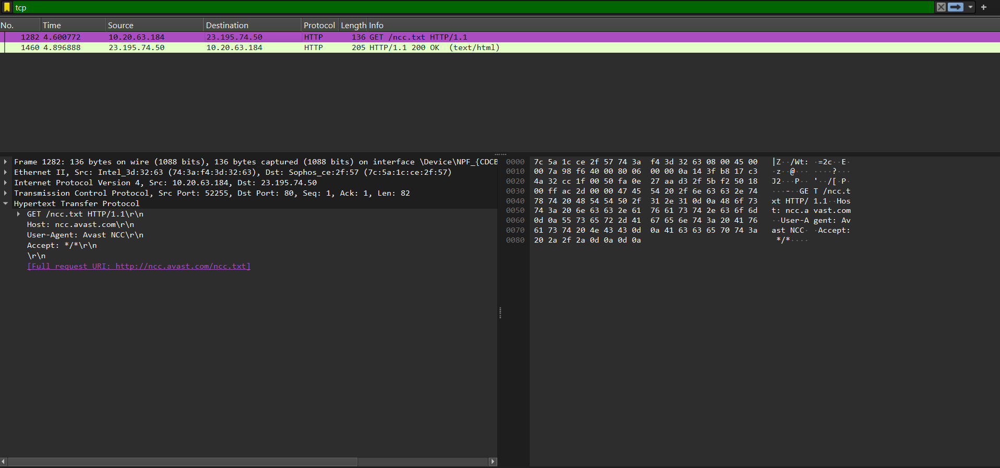 tcp
No. Time Source Destination Protocol Length Info
1282 4.600772 10.20.63.184 23.195.74.50 HTTP 136 GET /ncc.txt HTTP/1.1
1460 4.896888 23.195.74.50 10.20.63.184 HTTP 205 HTTP/1.1 200 OK (text/html)
Frame 1282: 136 bytes on wire (1088 bits), 136 bytes captured (1088 bits) on interface \Device\NPF_{CDCB
Ethernet II, Src: Intel_3d:32:63 (74:3a:f4:3d:32:63), Dst: Sophos_ce:2f:57 (7c:5a:1c:ce:2f:57)
Internet Protocol Version 4, Src: 10.20.63.184, Dst: 23.195.74.50
Transmission Control Protocol, Src Port: 52255, Dst Port: 80, Seq: 1, Ack: 1, Len: 82
Hypertext Transfer Protocol
GET /ncc.txt HTTP/1.1\r\n
Host: ncc.avast.com\r\n
User-Agent: Avast NCC\r\n
Accept: */*\r\n
\r\n
[Full request URI: http://ncc.avast.com/ncc.txt]
0000 7c 5a 1c ce 2f 57 74 3a f4 3d 32 63 08 00 45 00 |Z··/Wt: ·=2c··E·
0010 00 7a 98 f6 40 00 80 06 00 00 0a 14 3f b8 17 c3 ·z··@··· ····?···
0020 4a 32 cc 1f 00 50 fa 0e 27 aa d3 2f 5b f2 50 18 J2···P·· '··/[·P·
0030 00 ff ac 2d 00 00 47 45 54 20 2f 6e 63 63 2e 74 ···-··GE T /ncc.t
0040 78 74 20 48 54 54 50 2f 31 2e 31 0d 0a 48 6f 73 xt HTTP/ 1.1··Hos
0050 74 3a 20 6e 63 63 2e 61 76 61 73 74 2e 63 6f 6d t: ncc.a vast.com
0060 0d 0a 55 73 65 72 2d 41 67 65 6e 74 3a 20 41 76 ··User-A gent: Av
0070 61 73 74 20 4e 43 43 0d 0a 41 63 63 65 70 74 3a ast NCC· ·Accept:
0080 20 2a 2f 2a 0d 0a 0d 0a */*····